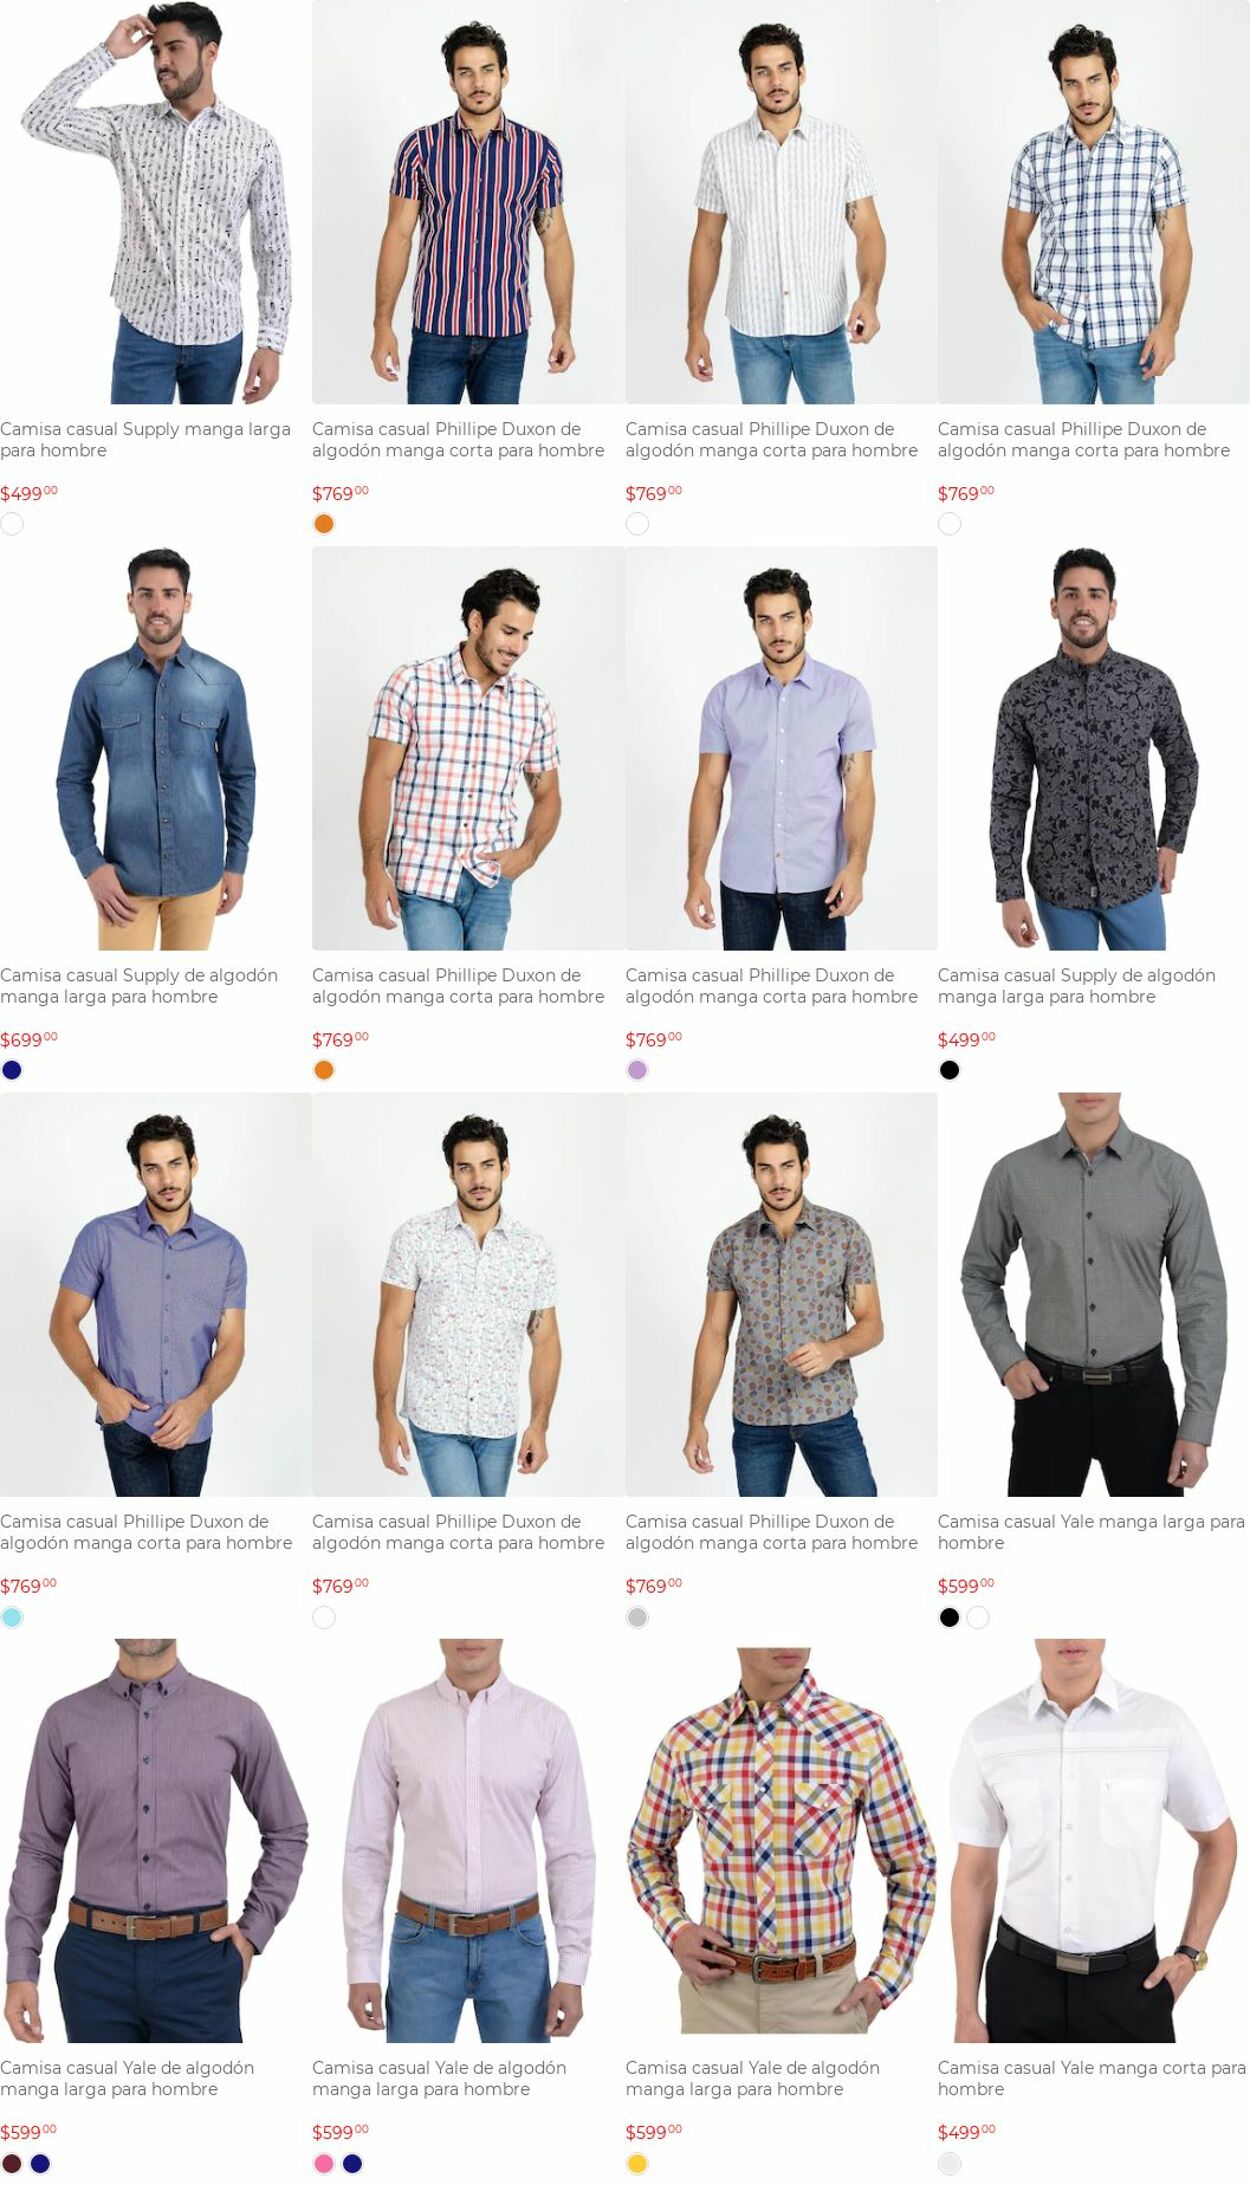 Camisa casual Supply manga larga
para hombre
$499.00
Camisa casual Phillipe Duxon de
algodón manga corta para hombre
$769.00
Camisa casual Phillipe Duxon de
algodón manga corta para hombre
$769.00
Camisa casual Phillipe Duxon de
algodón manga corta para hombre
$769.00
Camisa casual Supply de algodón
manga larga para hombre
$699.00
Camisa casual Phillipe Duxon de
algodón manga corta para hombre
$769.00
Camisa casual Phillipe Duxon de
algodón manga corta para hombre
$769.00
Camisa casual Supply de algodón
manga larga para hombre
$499.00
Camisa casual Phillipe Duxon de
algodón manga corta para hombre
$769.00
Camisa casual Phillipe Duxon de
algodón manga corta para hombre
$769.00
Camisa casual Phillipe Duxon de
algodón manga corta para hombre
$769.00
Camisa casual Yale manga larga para
hombre
$599.00
Camisa casual Yale de algodón
manga larga para hombre
$599.00
Camisa casual Yale de algodón
manga larga para hombre
$599.00
Camisa casual Yale de algodón
manga larga para hombre
$599.00
Camisa casual Yale manga corta para
hombre
$499.00